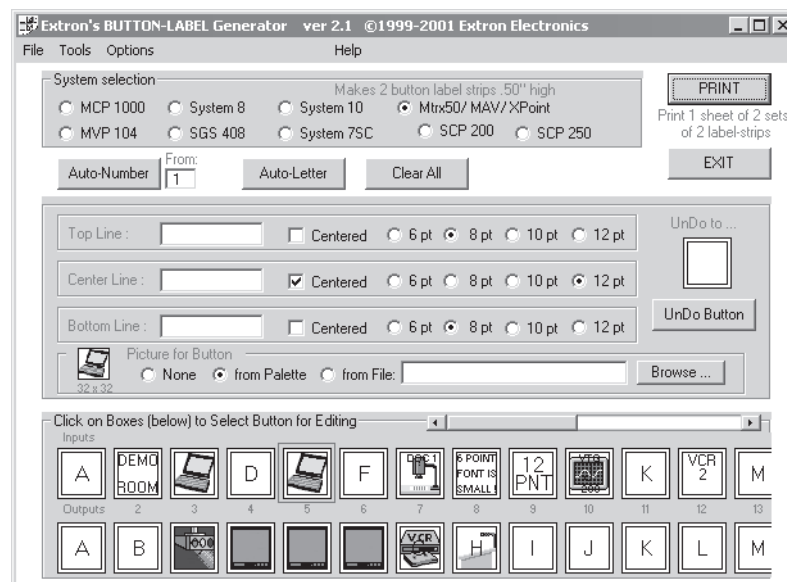 Extron's BUTTON-LABEL Generator ver 2.1 ©1999-2001 Extron Electronics
File Tools Options Help
System selection
Makes 2 button label strips .50" high
MCP 1000 System 8 System 10 Mtrx50/ MAV/ XPoint
MVP 104 SGS 408 System 7SC SCP 200 SCP 250
PRINT
Print 1 sheet of 2 sets
of 2 label-strips
EXIT
Auto-Number From: 1 Auto-Letter Clear All
Top Line : Centered 6 pt 8 pt 10 pt 12 pt
Center Line : Centered 6 pt 8 pt 10 pt 12 pt
Bottom Line : Centered 6 pt 8 pt 10 pt 12 pt
UnDo to ...
UnDo Button
Picture for Button
32 x 32 None from Palette from File: Browse ...
Click on Boxes (below) to Select Button for Editing
Inputs
A DEMO ROOM D F DOC 1 6 POINT FONT IS SMALL ! 12 PNT VTG K VCR 2 M
Outputs 2 3 4 5 6 7 8 9 10 11 12 13
A B VCR H I J K L M